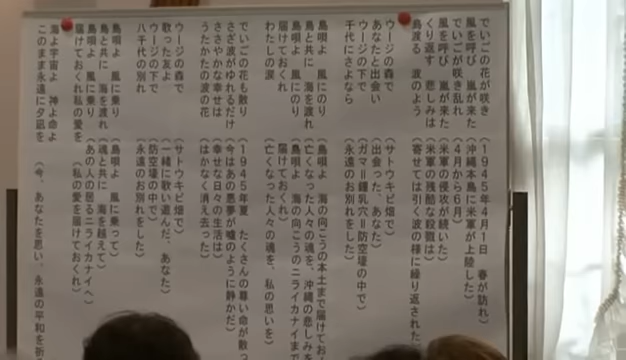 でいごの花が咲き（１９４５年４月１日　春が訪れ）
風を呼び　嵐が来た（沖縄本島に米軍が上陸した）
でいごが咲き乱れ（４月から６月）
風を呼び　嵐が来た（米軍の侵攻が続いた）
くり返す　悲しみは（米軍の残酷な殺戮は）
島渡る　波のよう（寄せては引く波の様に繰り返された
ウージの森で（サトウキビ畑で）
あなたと出会い（出会った、あなた）
ウージの下で（ガマ＝鍾乳穴＝防空壕の中で）
千代にさよなら（永遠のお別れをした）
島唄よ　風にのり（島唄よ　海の向こうの本土まで届けてお
鳥と共に　海を渡れ（亡くなった人々の魂を、沖縄の悲しみを
島唄よ　風にのり（島唄よ　海の向こうのニライカナイまで
届けておくれ（届けておくれ）
わたしの涙（亡くなった人々の魂を、私の思いを）
でいごの花も散り（１９４５年夏　たくさんの尊い命が散っ
さざ波がゆれるだけ（今はあの悪夢が嘘のように静かだ）
ささやかな幸せは（幸せな日々の生活は）
うたかたの波の花（はかなく消え去った）
ウージの森で（サトウキビ畑で）
歌った友よ（一緒に歌い遊んだ、あなた）
ウージの下で（防空壕の中で）
八千代の別れ（永遠のお別れをした）
島唄よ　風に乗り（島唄よ　風に乗って）
鳥と共に　海を渡れ（魂と共に　海を越えて）
島唄よ　風に乗り（あの人の居るニライカナイへ）
届けておくれ私の愛を（私の愛を届けておくれ）
海よ宇宙よ　神よ命よ
このまま永遠に夕凪を（今、あなたを思い、永遠の平和を祈